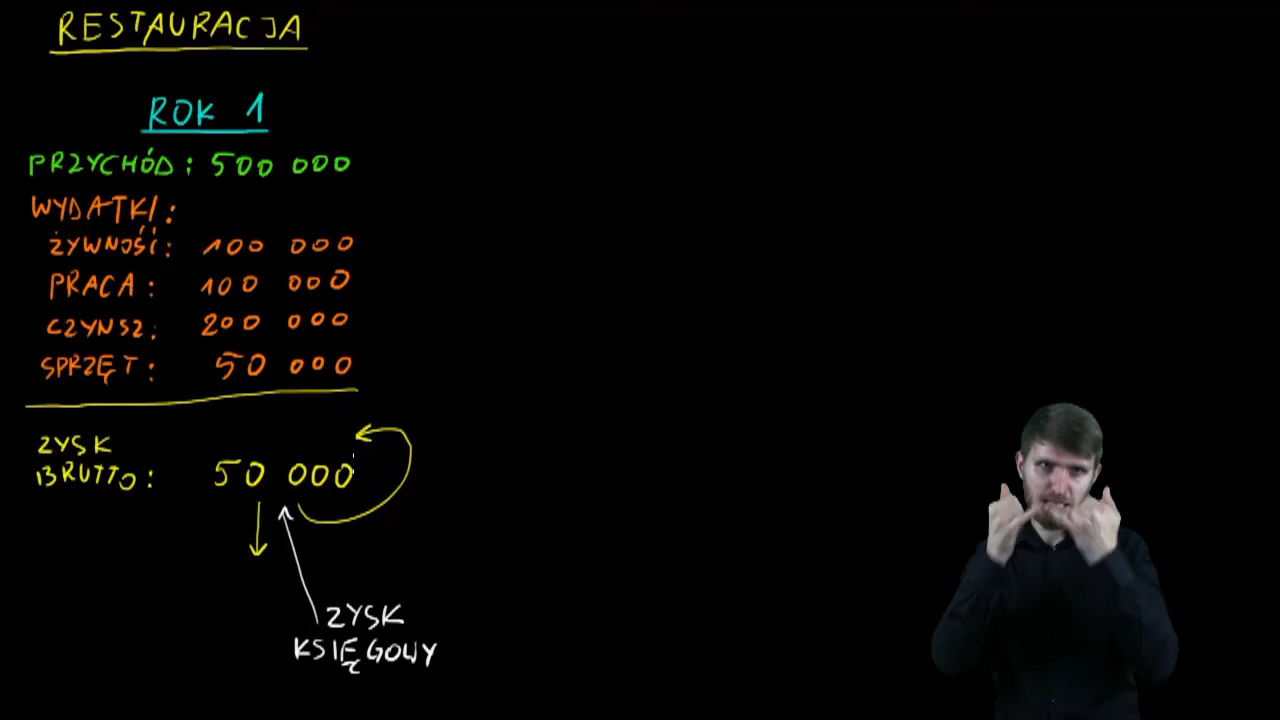 RESTAURACJA
ROK 1
PRZYCHÓD: 500 000
WYDATKI:
ŻYWNOŚĆ: 100 000
PRACA: 100 000
CZYNSZ: 200 000
SPRZĘT: 50 000
ZYSK
BRUTTO: 50 000
ZYSK
KSIĘGOWY